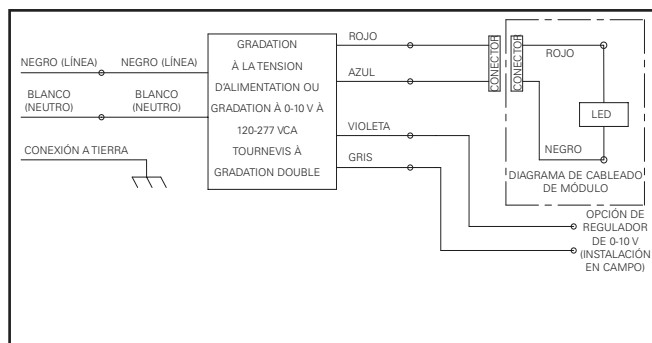 NEGRO (LÍNEA)
NEGRO (LÍNEA)
BLANCO
(NEUTRO)
BLANCO
(NEUTRO)
CONEXIÓN A TIERRA
GRADATION
À LA TENSION
D'ALIMENTATION OU
GRADATION À 0-10 V À
120-277 VCA
TOURNEVIS À
GRADATION DOUBLE
ROJO
AZUL
VIOLETA
GRIS
CONECTOR
CONECTOR
ROJO
LED
NEGRO
DIAGRAMA DE CABLEADO
DE MÓDULO
OPCIÓN DE
REGULADOR
DE 0-10 V
(INSTALACIÓN
EN CAMPO)